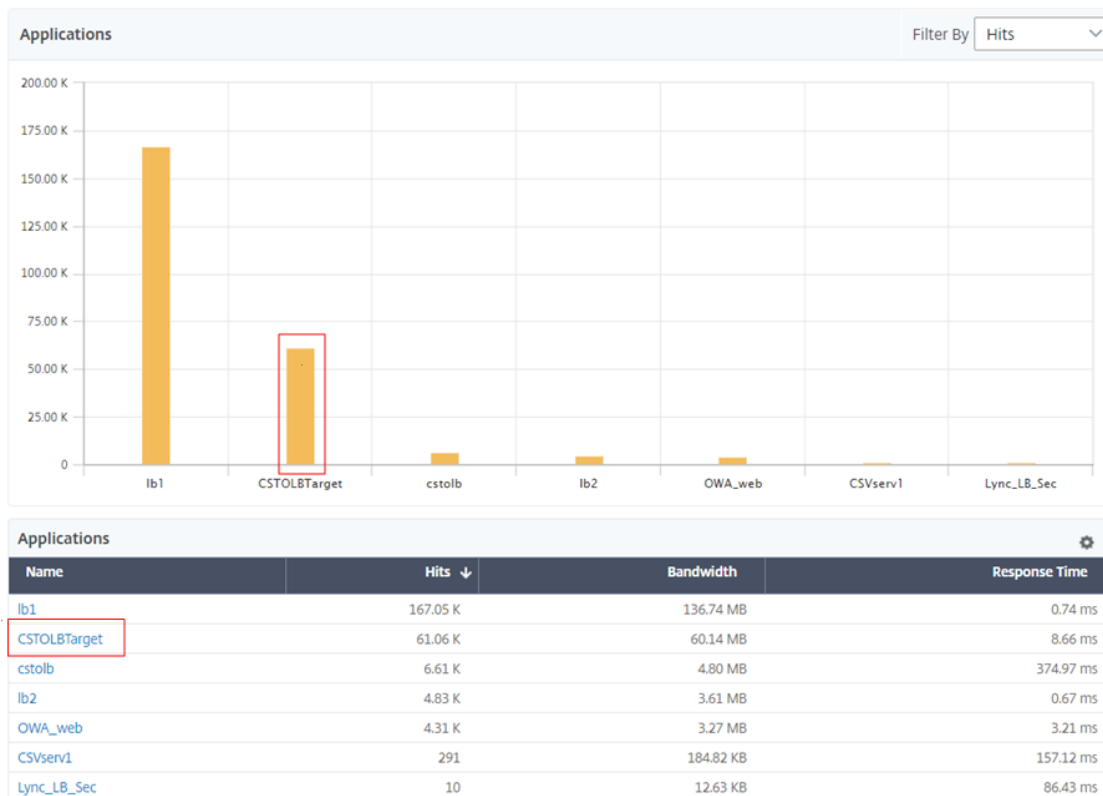 Applications Filter By Hits
200.00 K
175.00 K
150.00 K
125.00 K
100.00 K
75.00 K
50.00 K
25.00 K
0
lb1 CSTOLBTarget cstolb lb2 OWA_web CSVserv1 Lync_LB_Sec
Applications
Name Hits Bandwidth Response Time
lb1 167.05 K 136.74 MB 0.74 ms
CSTOLBTarget 61.06 K 60.14 MB 8.66 ms
cstolb 6.61 K 4.80 MB 374.97 ms
lb2 4.83 K 3.61 MB 0.67 ms
OWA_web 4.31 K 3.27 MB 3.21 ms
CSVserv1 291 184.82 KB 157.12 ms
Lync_LB_Sec 10 12.63 KB 86.43 ms